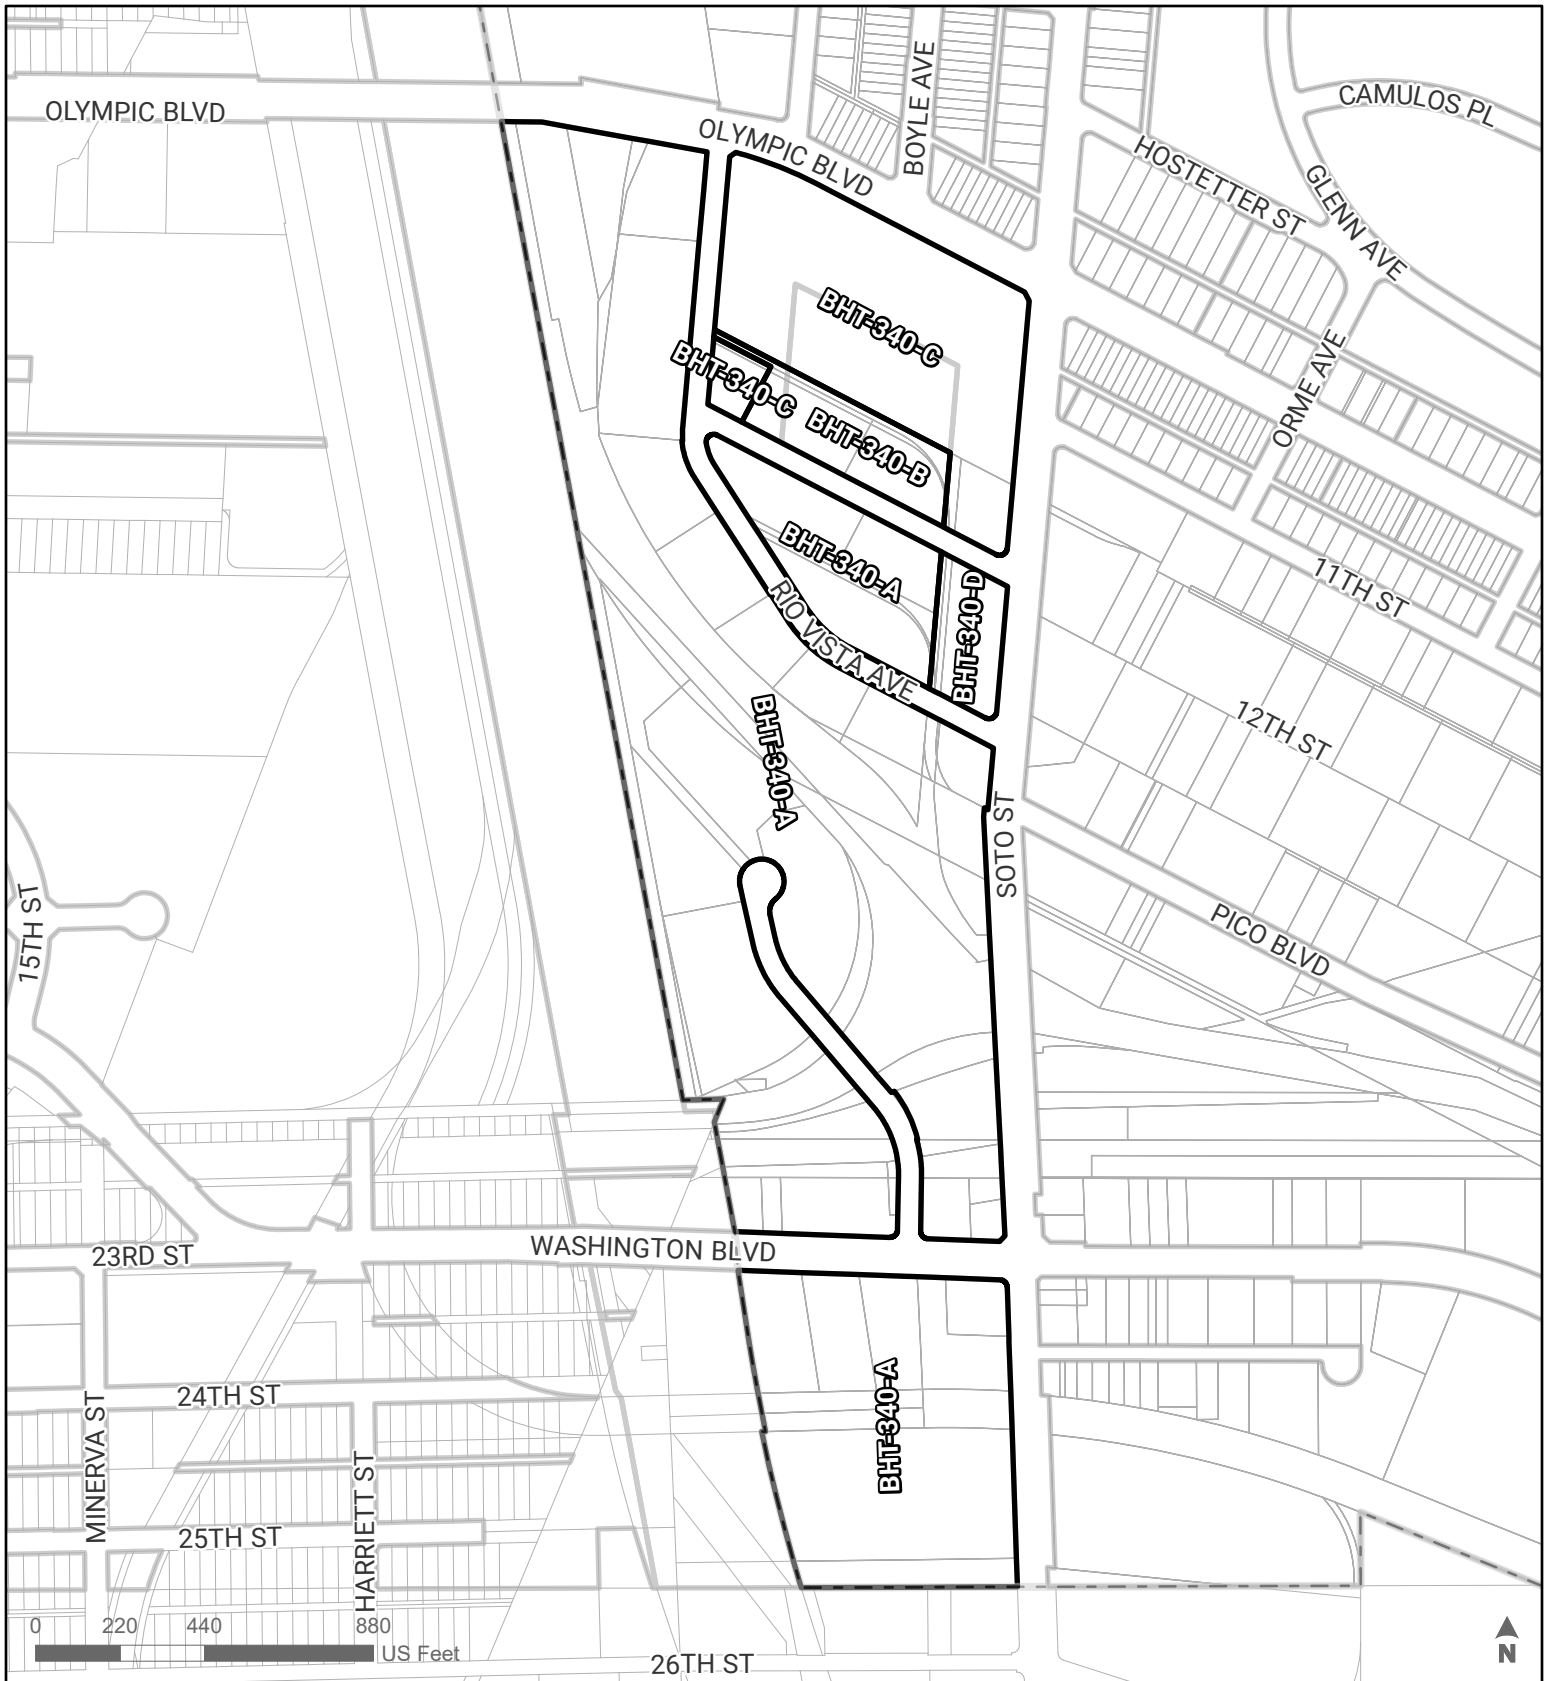 OLYMPIC BLVD
OLYMPIC BLVD
BOYLE AVE
CAMULOS PL
HOSTETTER ST
GLENN AVE
BHT-340-C
BHT-340-C
BHT-340-B
ORME AVE
BHT-340-A
11TH ST
RIO VISTA AVE
BHT-340-D
12TH ST
BHT-340-A
SOTO ST
15TH ST
PICO BLVD
23RD ST
WASHINGTON BLVD
24TH ST
BHT-340-A
MINERVA ST
HARRIETT ST
25TH ST
0 220 440 880
US Feet
26TH ST
N